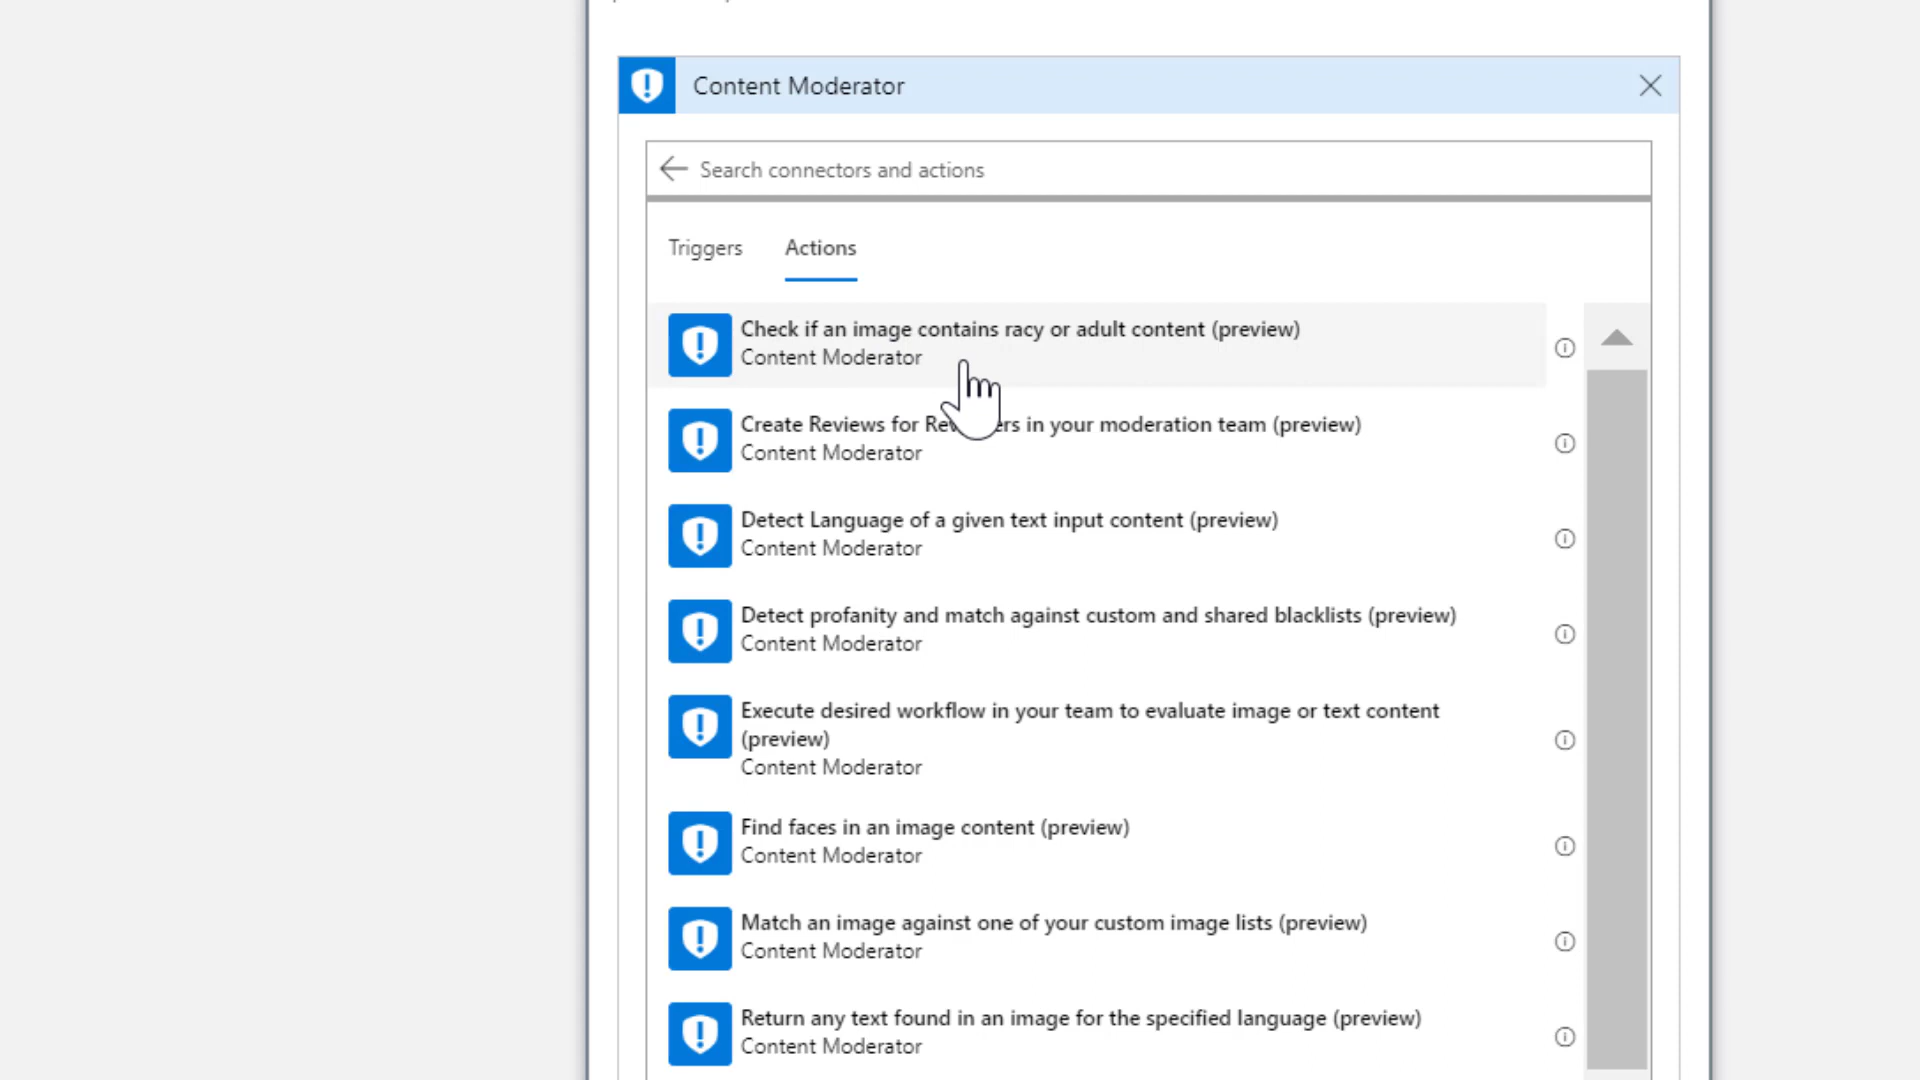 Content Moderator
Search connectors and actions
Triggers Actions
Check if an image contains racy or adult content (preview)
Content Moderator
Create Reviews for in your moderation team (preview)
Content Moderator
Detect Language of a given text input content (preview)
Content Moderator
Detect profanity and match against custom and shared blacklists (preview)
Content Moderator
Execute desired workflow in your team to evaluate image or text content
(preview)
Content Moderator
Find faces in an image content (preview)
Content Moderator
Match an image against one of your custom image lists (preview)
Content Moderator
Return any text found in an image for the specified language (preview)
Content Moderator